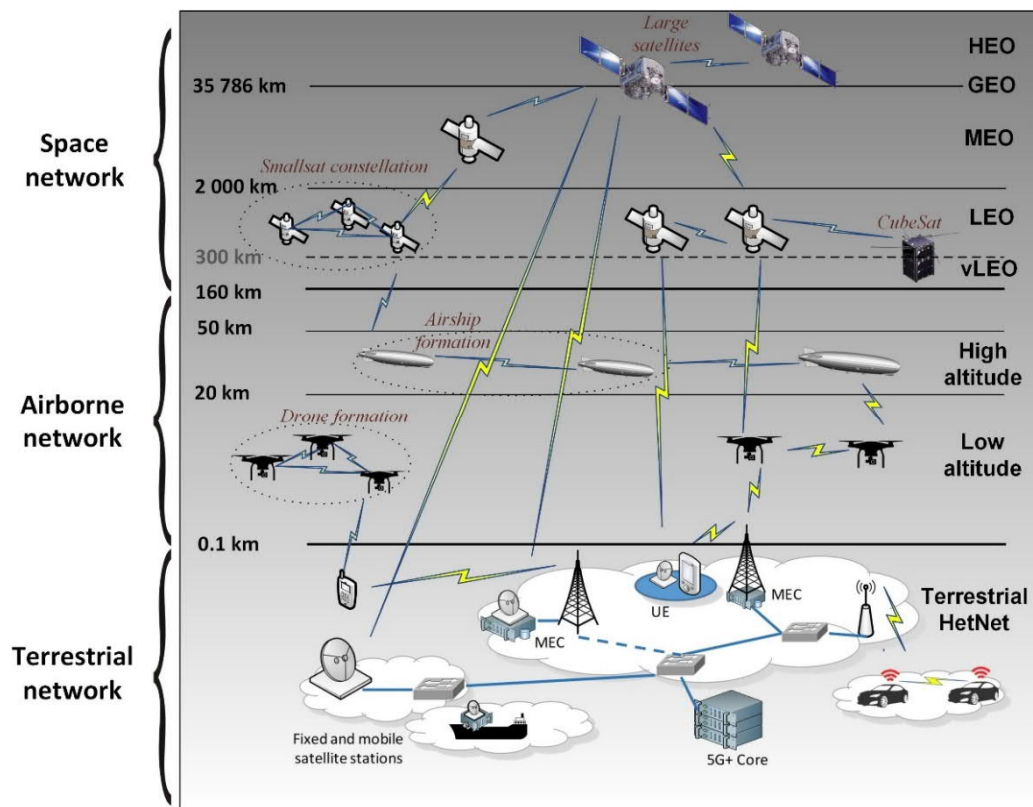 Large
satellites
HEO
35 786 km
GEO
Space
network
MEO
Smallsat constellation
2 000 km
LEO
CubeSat
300 km
vLEO
160 km
50 km
Airship
formation
High
altitude
20 km
Airborne
network
Drone formation
Low
altitude
0.1 km
MEC
UE
Terrestrial
HetNet
MEC
Terrestrial
network
Fixed and mobile
satellite stations
5G+ Core